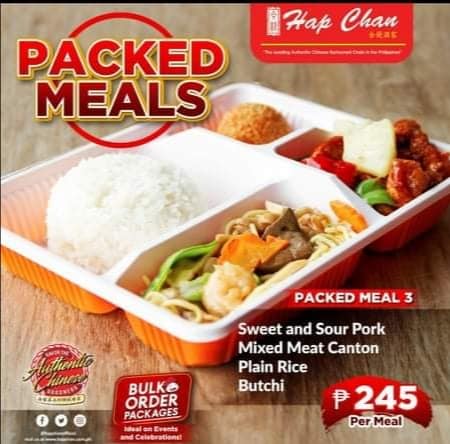 PACKED
MEALS
Hap Chan
"The Leading Authentic Chinese Restaurant Chain in the Philippines"
PACKED MEAL 3
Sweet and Sour Pork
Mixed Meat Canton
Plain Rice
Butchi
₱ 245
Per Meal
Authentic
Chinese
BULK
ORDER
PACKAGES
Ideal on Events
and Celebrations!